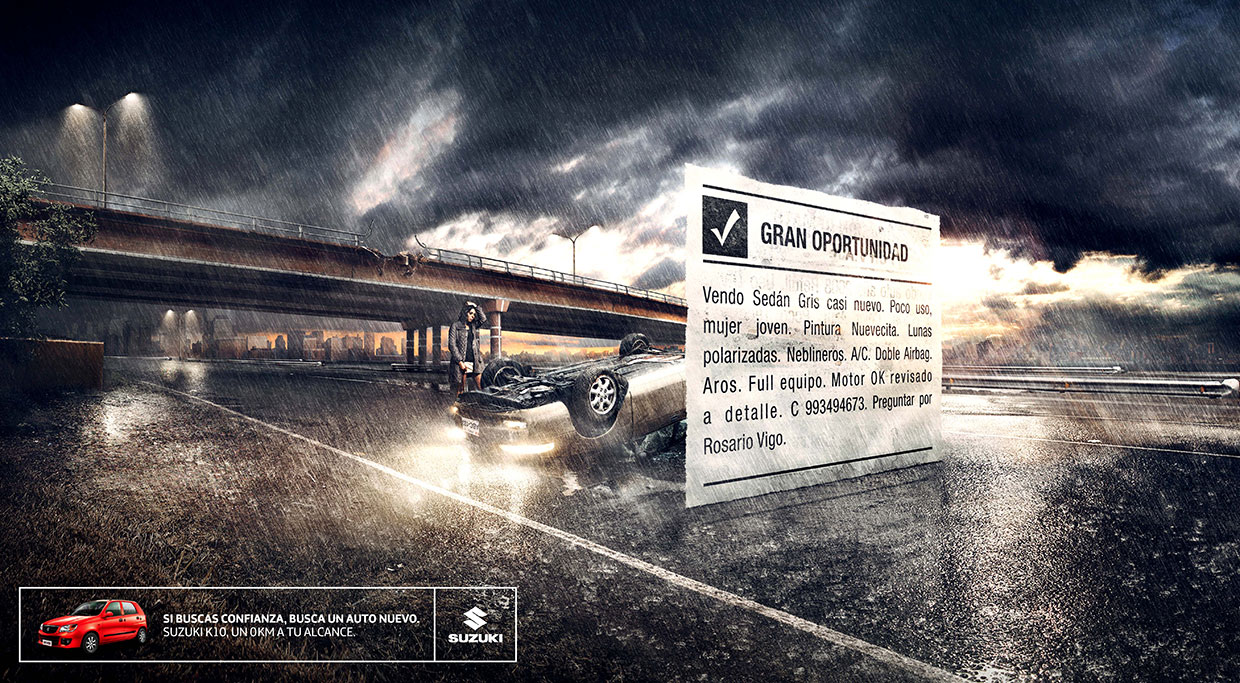 GRAN OPORTUNIDAD
Vendo Sedán Gris casi nuevo. Poco uso,
mujer joven. Pintura Nuevecita. Lunas
polarizadas. Neblineros. A/C. Doble Airbag.
Aros. Full equipo. Motor OK revisado
a detalle. C 993494673. Preguntar por
Rosario Vigo.
SI BUSCAS CONFIANZA, BUSCA UN AUTO NUEVO.
SUZUKI K10, UN 0KM A TU ALCANCE.
SUZUKI